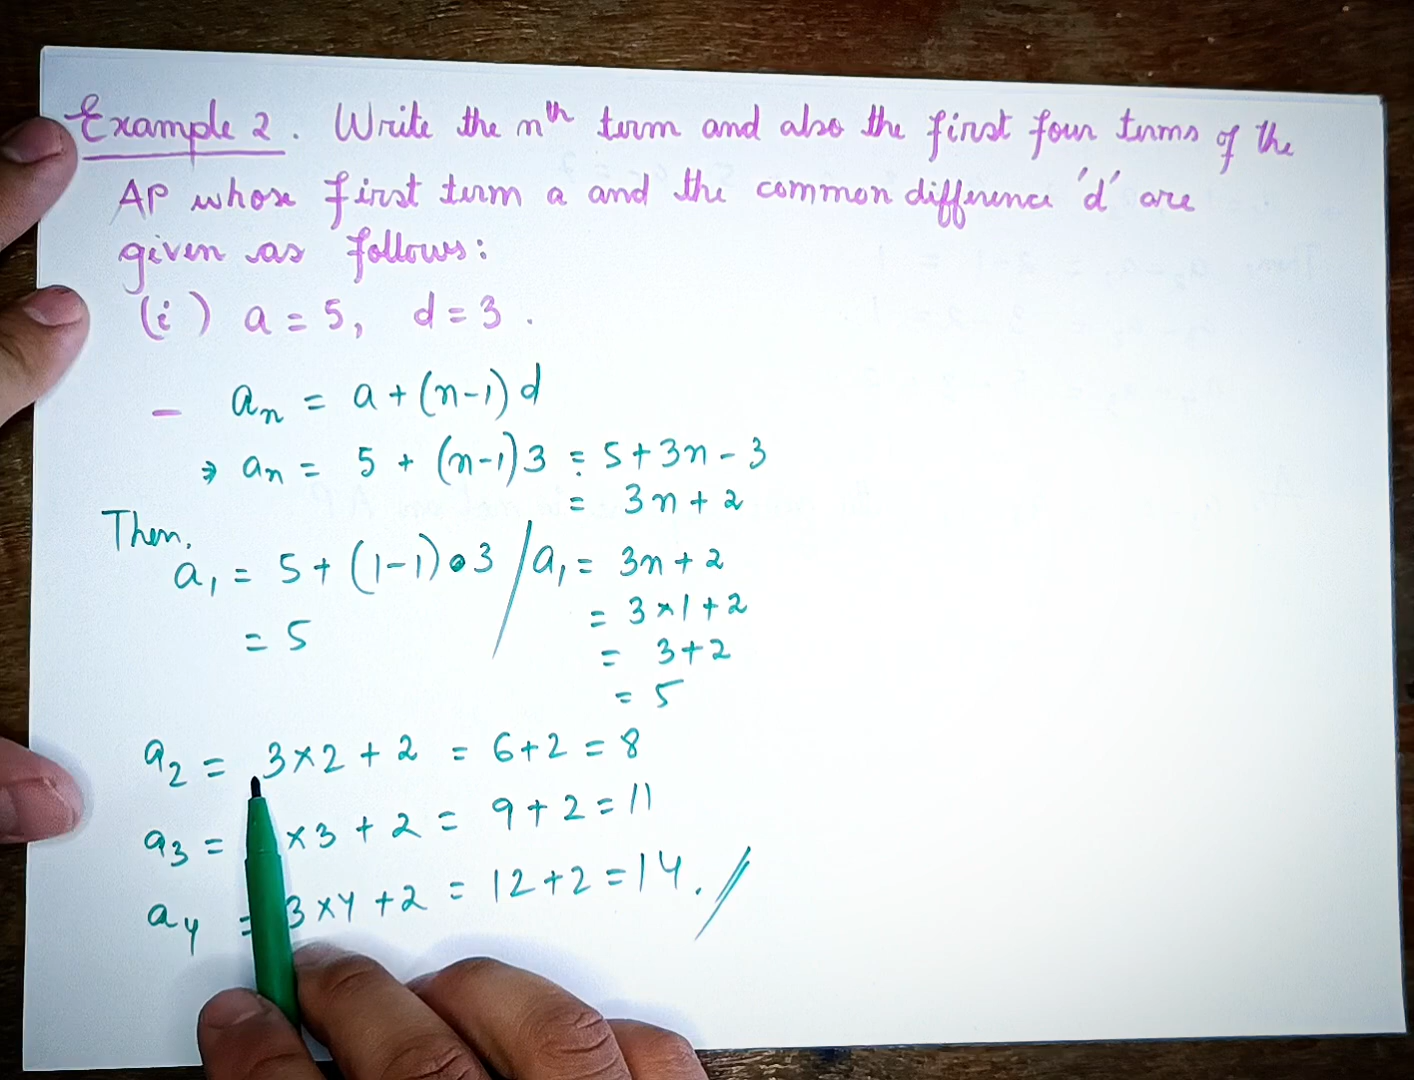 Example 2. Write the nth term and also the first four terms of the
AP whose first term a and the common difference 'd' are
given as follows:
(i) a = 5, d = 3.
- an = a + (n-1) d
⇒ an = 5 + (n-1) 3 = 5 + 3n - 3
= 3n + 2
Then,
a1 = 5 + (1-1) • 3 / a1 = 3n + 2
= 3 × 1 + 2
= 5
= 3 + 2
= 5
a2 = 3 × 2 + 2 = 6 + 2 = 8
a3 = × 3 + 2 = 9 + 2 = 11
a4 = 3 × 4 + 2 = 12 + 2 = 14. //